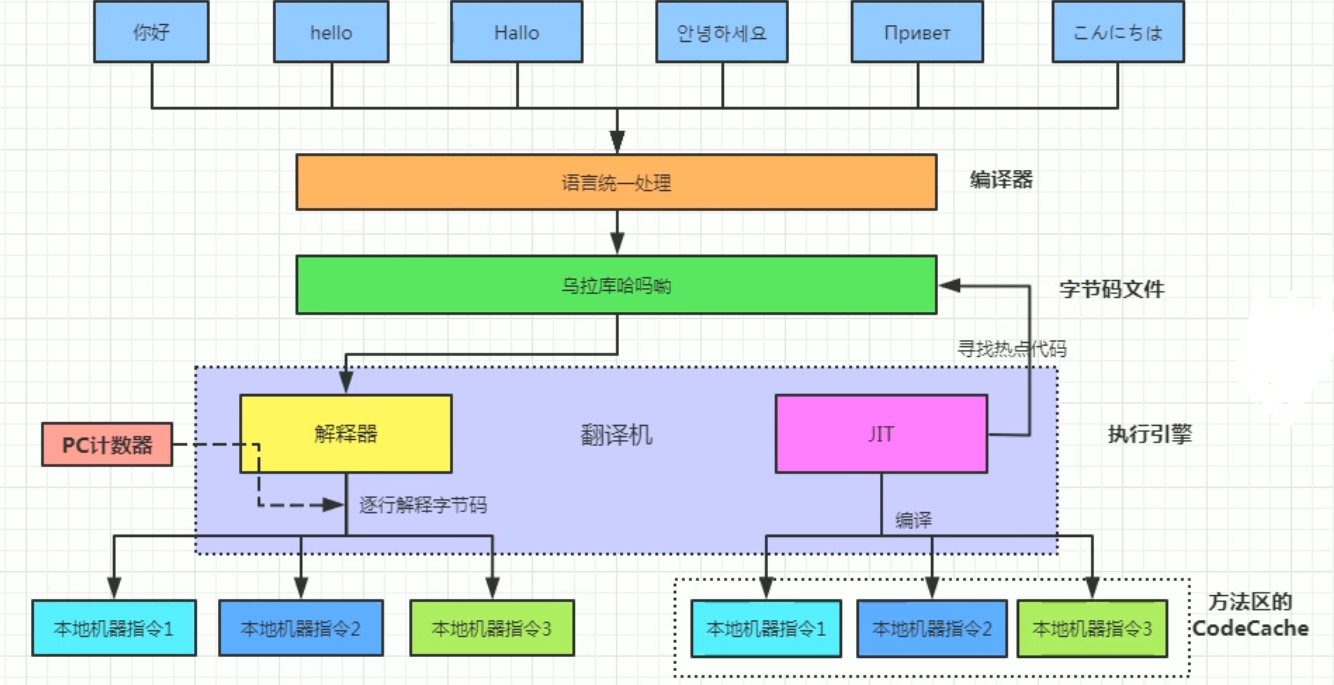 你好
hello
Hallo
안녕하세요
Привет
こんにちは
语言统一处理
编译器
乌拉库哈吗呦
字节码文件
寻找热点代码
PC计数器
解释器
翻译机
JIT
执行引擎
逐行解释字节码
编译
本地机器指令1
本地机器指令2
本地机器指令3
本地机器指令1
本地机器指令2
本地机器指令3
方法区的
CodeCache